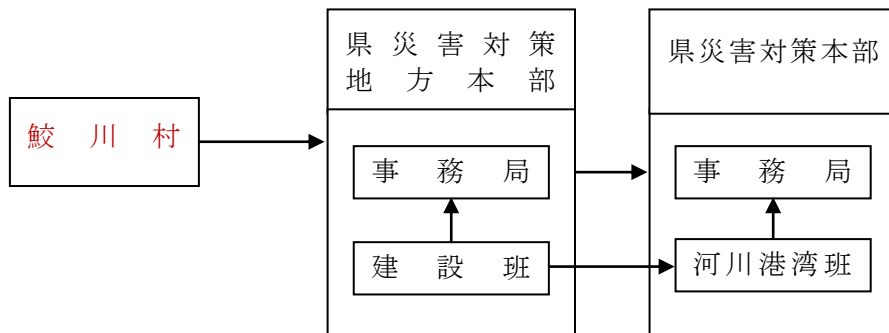 鮫川村
県災害対策
地方本部
事務局
建設班
県災害対策本部
事務局
河川港湾班